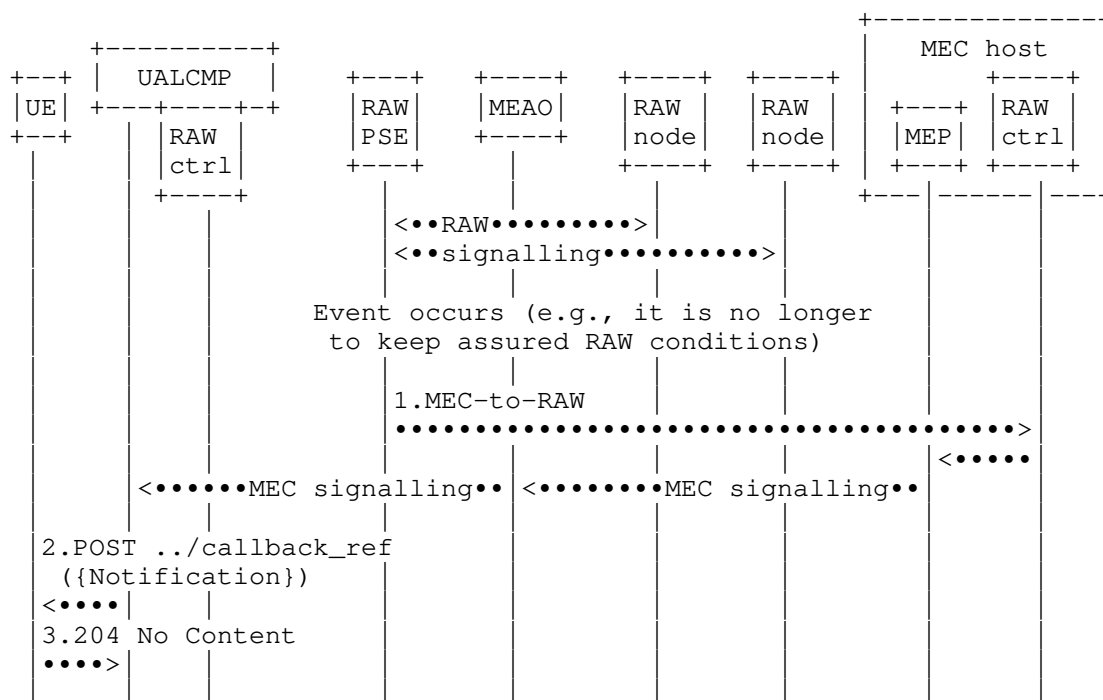 MEC host
UALCMP
UE RAW PSE MEAO RAW node RAW node MEP RAW ctrl
RAW
ctrl
RAW
signalling
Event occurs (e.g., it is no longer
to keep assured RAW conditions)
1.MEC-to-RAW
MEC signalling MEC signalling
2.POST ../callback_ref
({Notification})
3.204 No Content